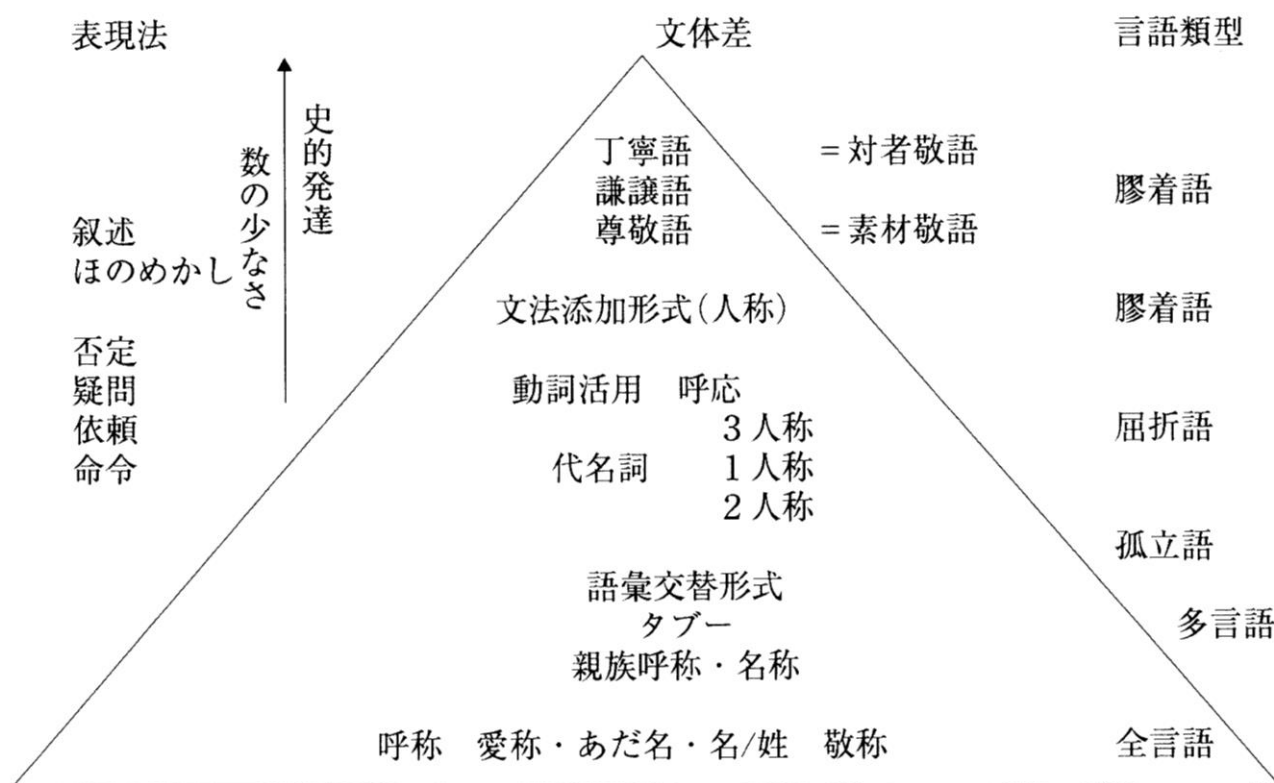 表現法
文体差
言語類型
史的発達
数の少なさ
丁寧語 =対者敬語
謙譲語
膠着語
尊敬語 =素材敬語
叙述
ほのめかし
文法添加形式(人称)
膠着語
否定
疑問
動詞活用 呼応
依頼
3人称
屈折語
命令
代名詞 1人称
2人称
孤立語
語彙交替形式
タブー
多言語
親族呼称・名称
呼称 愛称・あだ名・名/姓 敬称
全言語